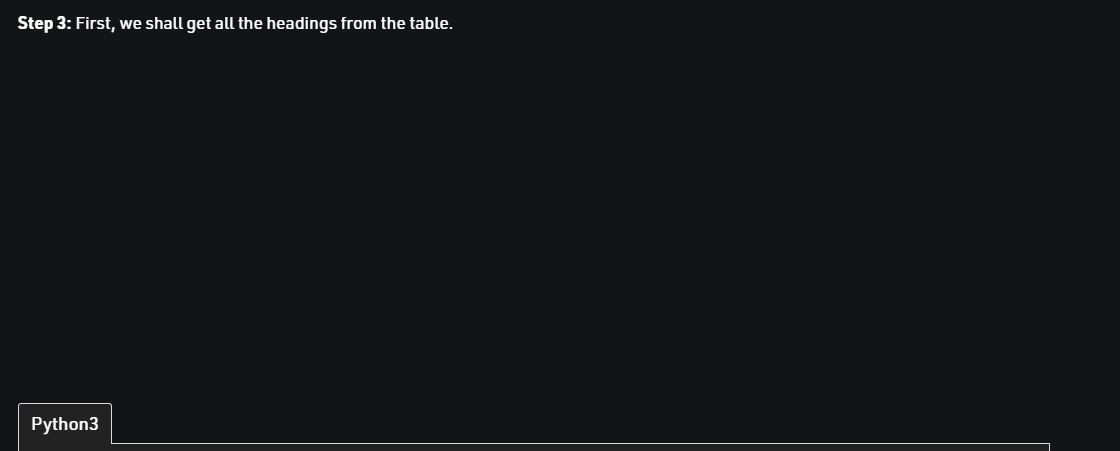 Step 3: First, we shall get all the headings from the table.
Python3